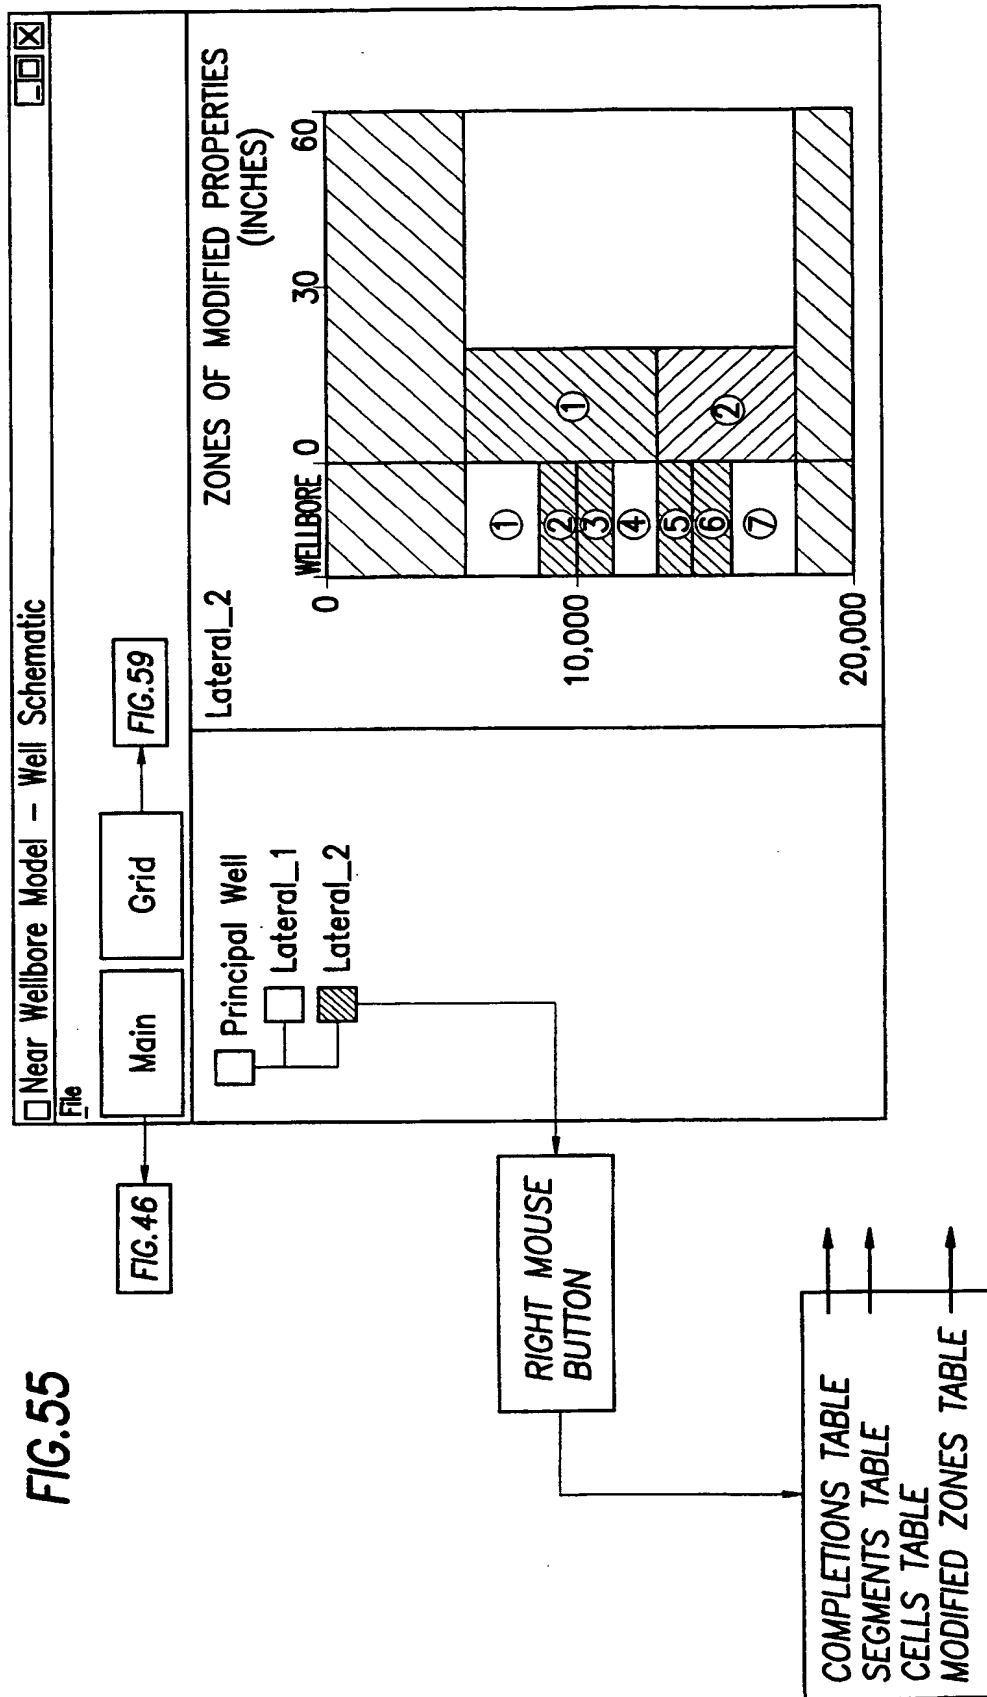 FIG.55
Near Wellbore Model – Well Schematic
File
Main
Grid
FIG.46
FIG.59
Principal Well
Lateral_1
Lateral_2
RIGHT MOUSE
BUTTON
COMPLETIONS TABLE
SEGMENTS TABLE
CELLS TABLE
MODIFIED ZONES TABLE
Lateral_2
ZONES OF MODIFIED PROPERTIES
(INCHES)
WELLBORE
0
30
60
0
10,000
20,000
1
2
3
4
5
6
7
1
2